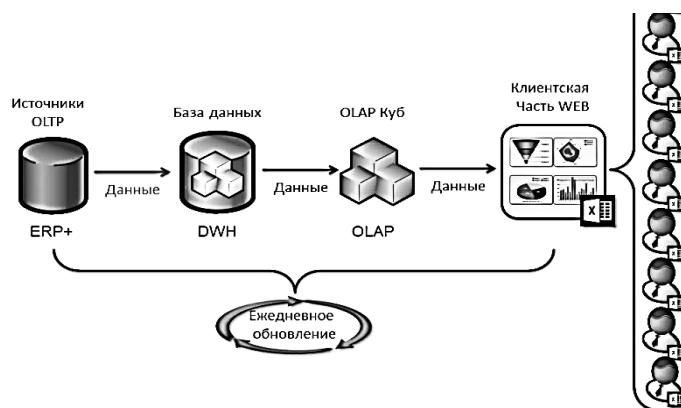 Источники
OLTP
База данных
OLAP Куб
Клиентская
Часть WEB
Данные
Данные
Данные
ERP+
DWH
OLAP
X
Ежедневное
обновление